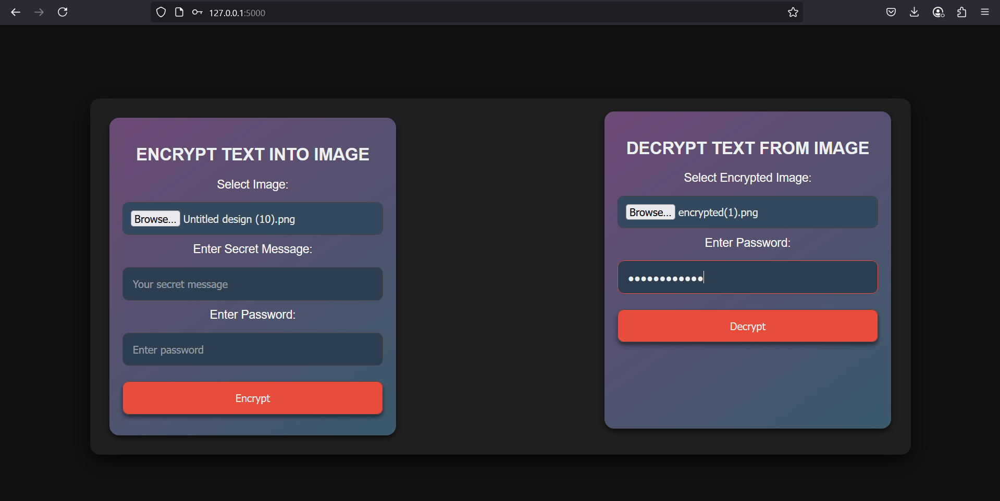 127.0.0.1:5000
ENCRYPT TEXT INTO IMAGE
Select Image:
Browse... Untitled design (10).png
Enter Secret Message:
Your secret message
Enter Password:
Enter password
Encrypt
DECRYPT TEXT FROM IMAGE
Select Encrypted Image:
Browse... encrypted(1).png
Enter Password:
••••••••••••
Decrypt